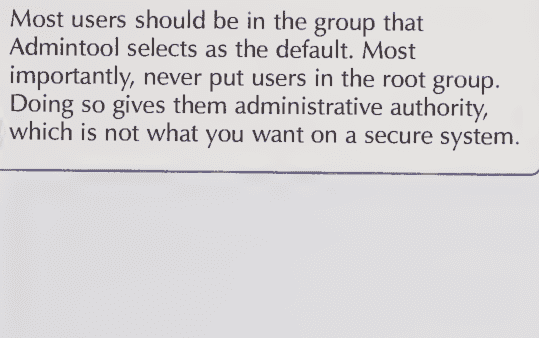 Most users should be in the group that
Admintool selects as the default. Most
importantly, never put users in the root group.
Doing so gives them administrative authority,
which is not what you want on a secure system.